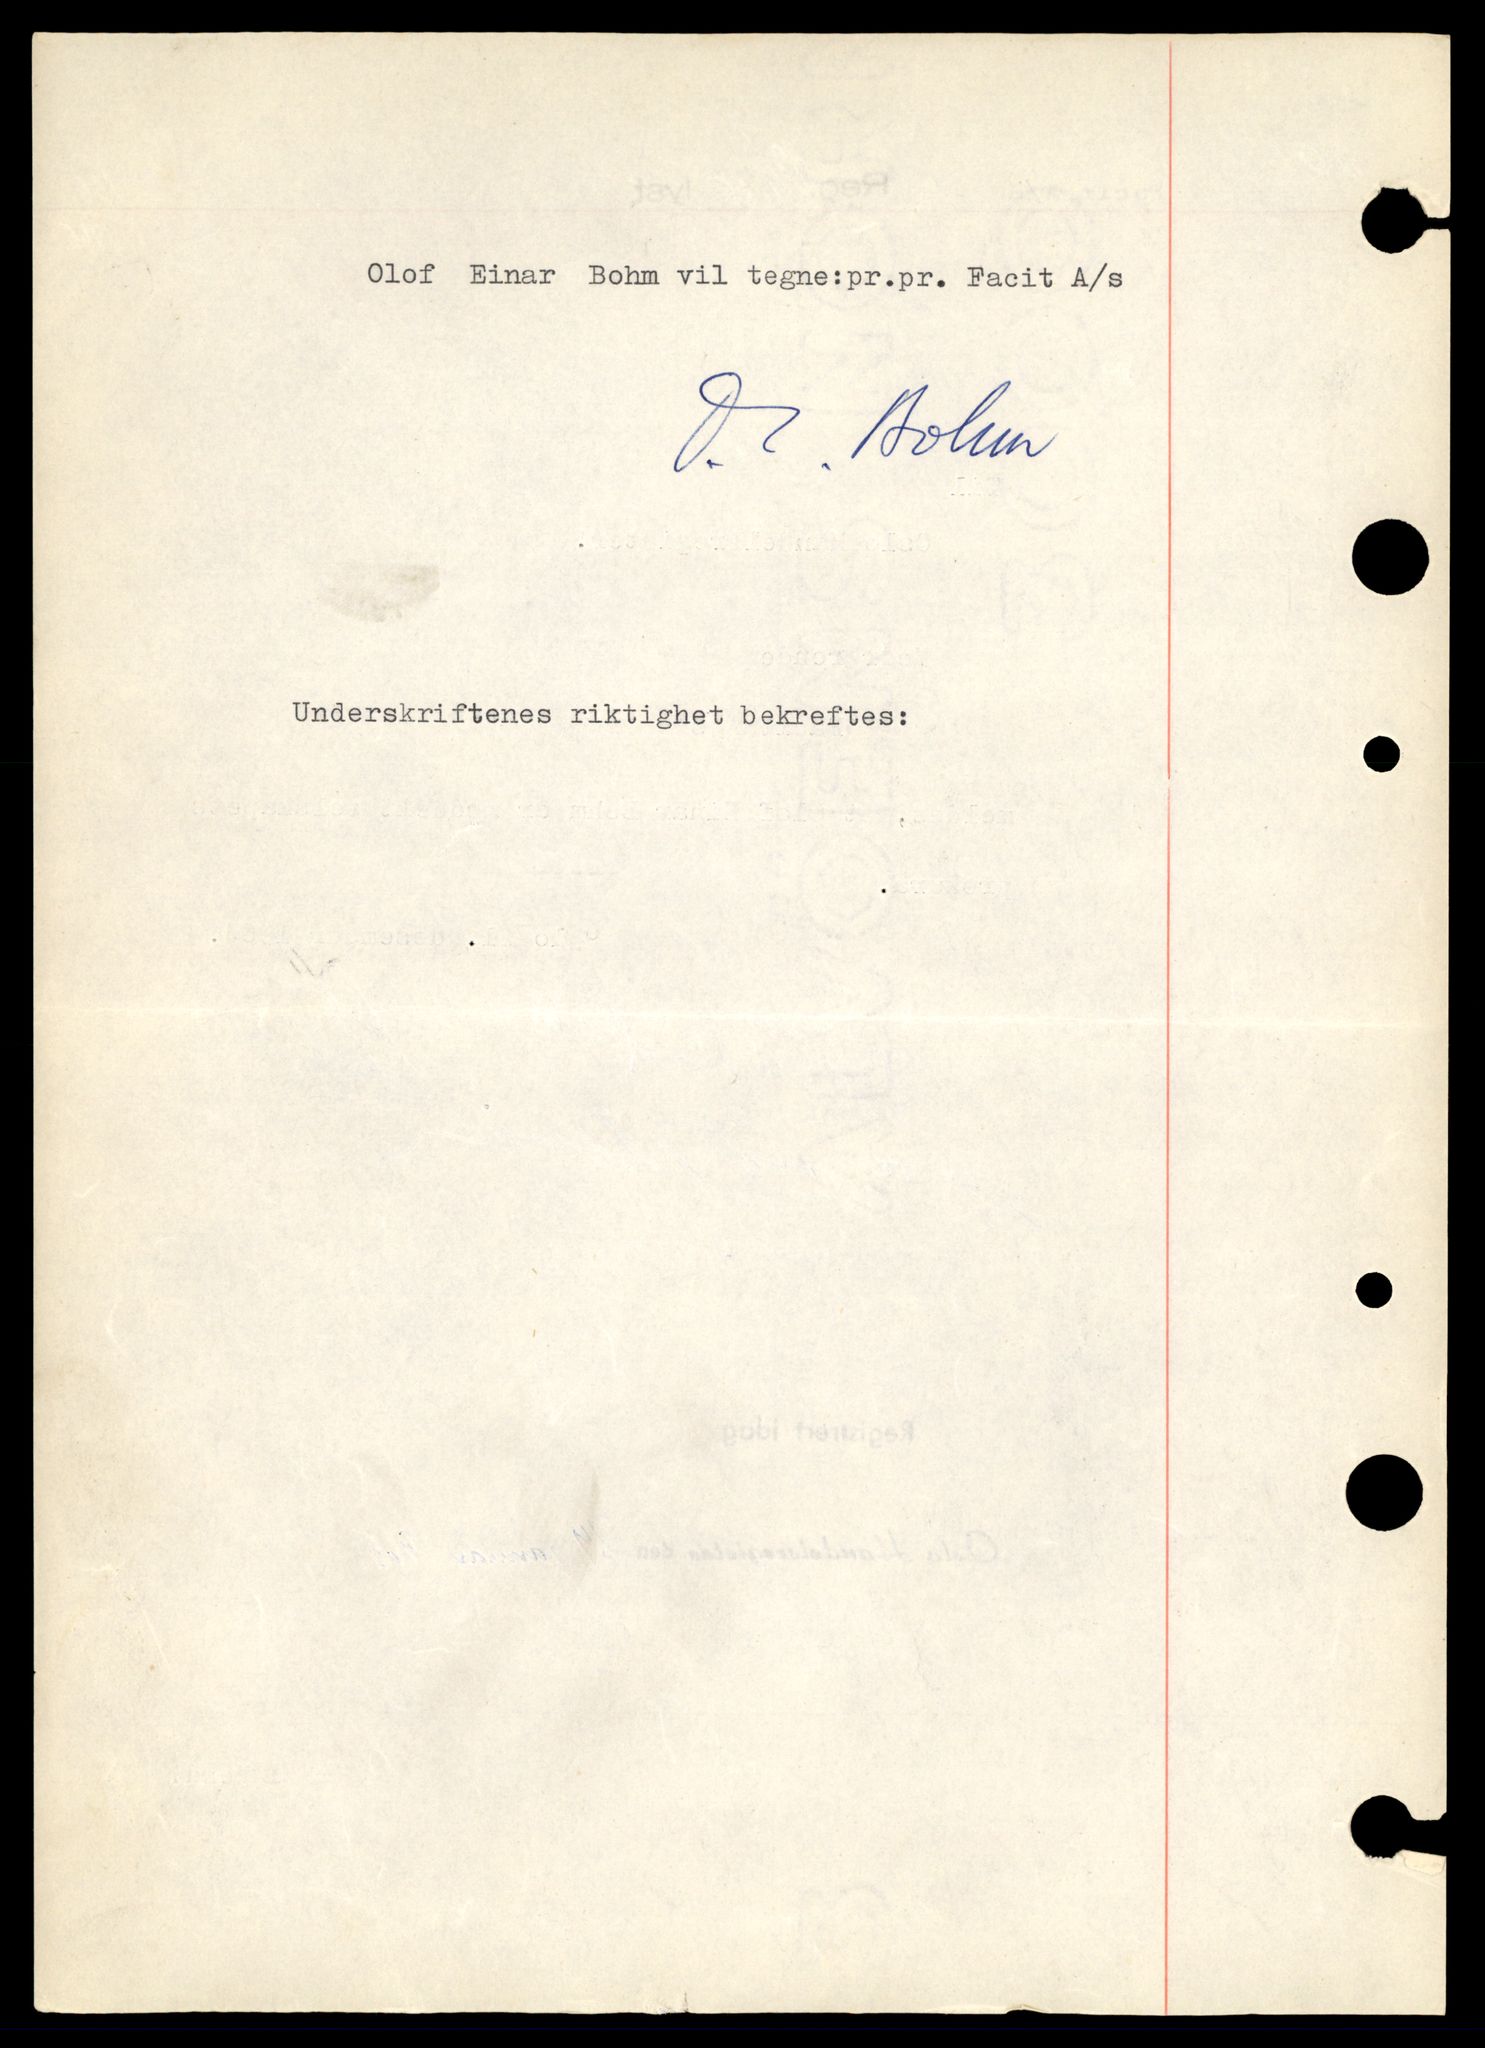 Olof Einar Bohm vil tegne:pr.pr. Facit A/s
O. E. Bohm
Underskriftenes riktighet bekreftes: